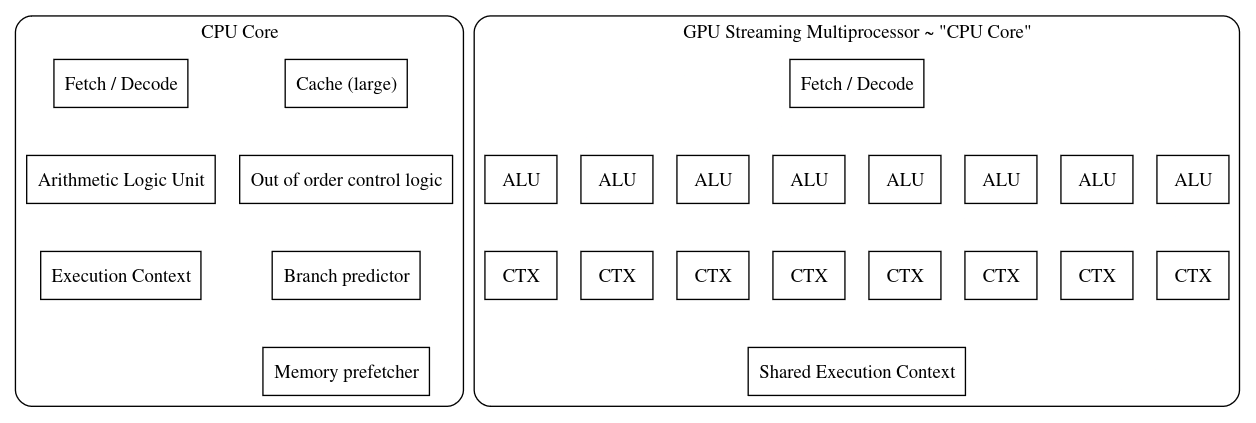 CPU Core
Fetch / Decode
Cache (large)
Arithmetic Logic Unit
Out of order control logic
Execution Context
Branch predictor
Memory prefetcher
GPU Streaming Multiprocessor ~ "CPU Core"
Fetch / Decode
ALU ALU ALU ALU ALU ALU ALU ALU
CTX CTX CTX CTX CTX CTX CTX CTX
Shared Execution Context